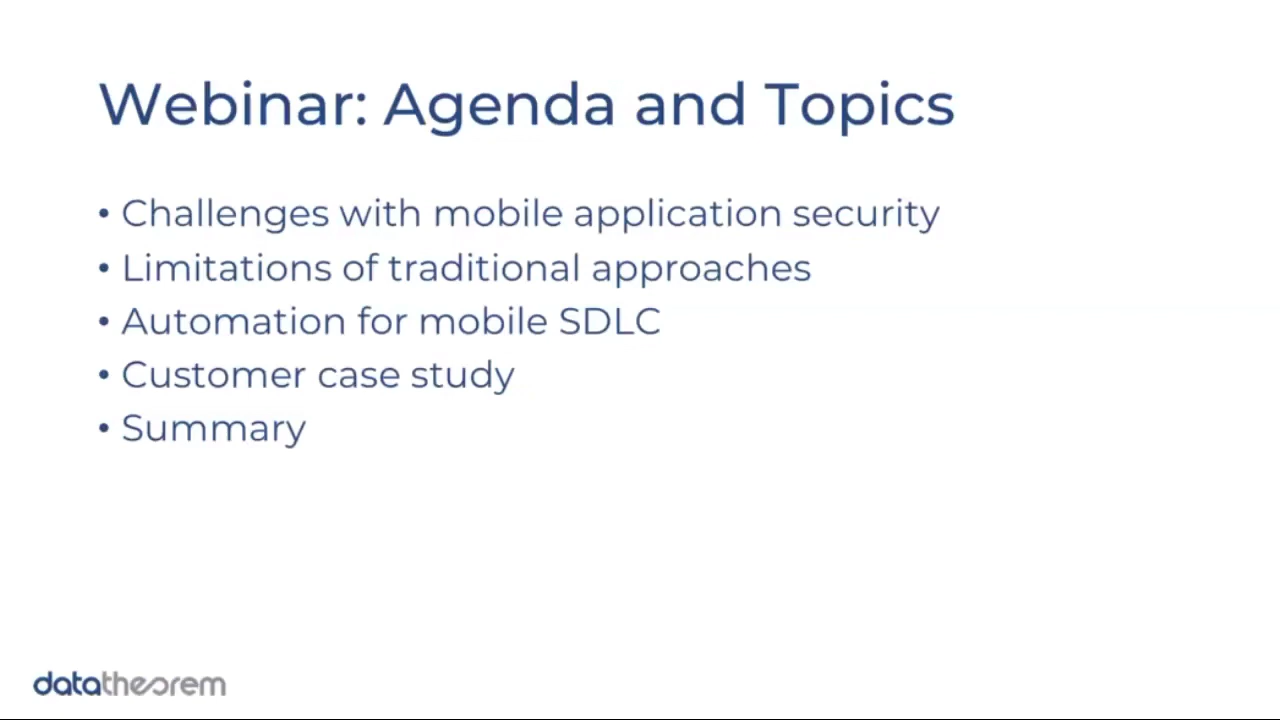 Webinar: Agenda and Topics
• Challenges with mobile application security
• Limitations of traditional approaches
• Automation for mobile SDLC
• Customer case study
• Summary
datatheorem